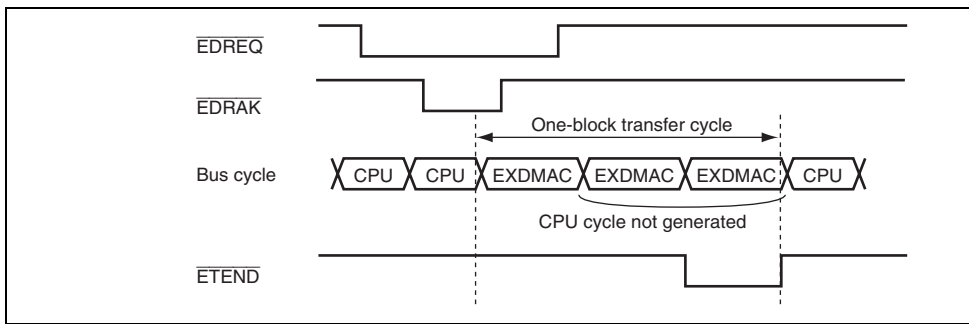 EDREQ
EDRAK
One-block transfer cycle
Bus cycle CPU CPU EXDMAC EXDMAC EXDMAC CPU
CPU cycle not generated
ETEND